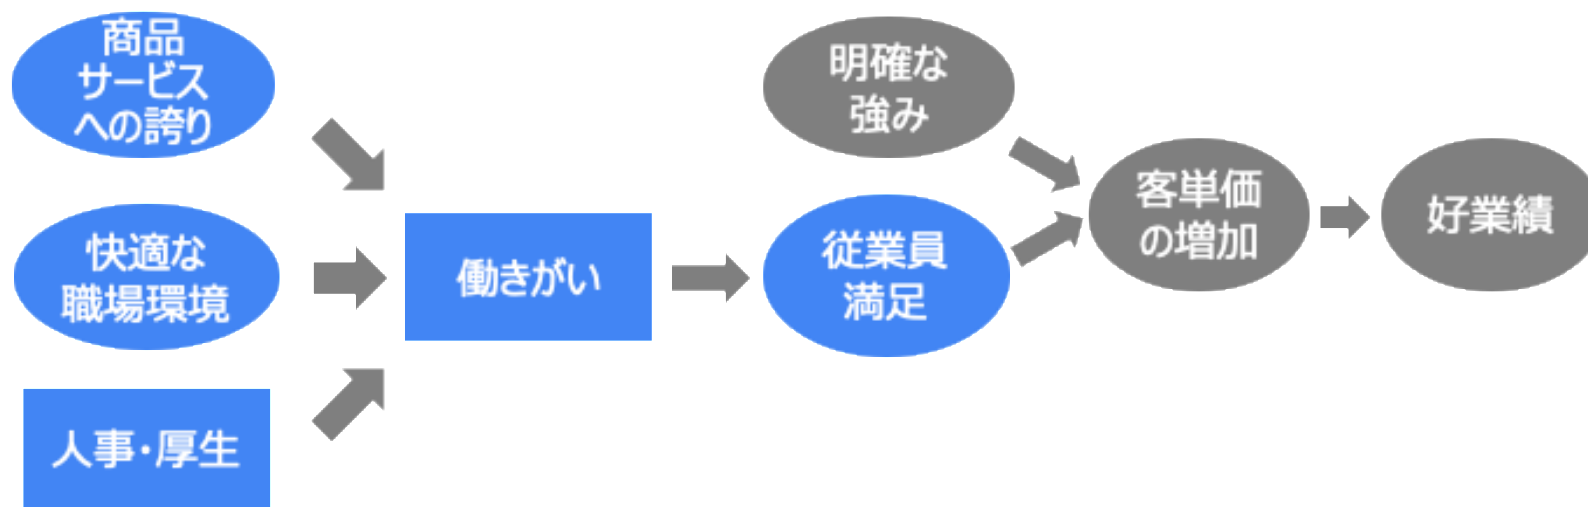 商品
サービス
への誇り
快適な
職場環境
人事・厚生
働きがい
明確な
強み
従業員
満足
客単価
の増加
好業績